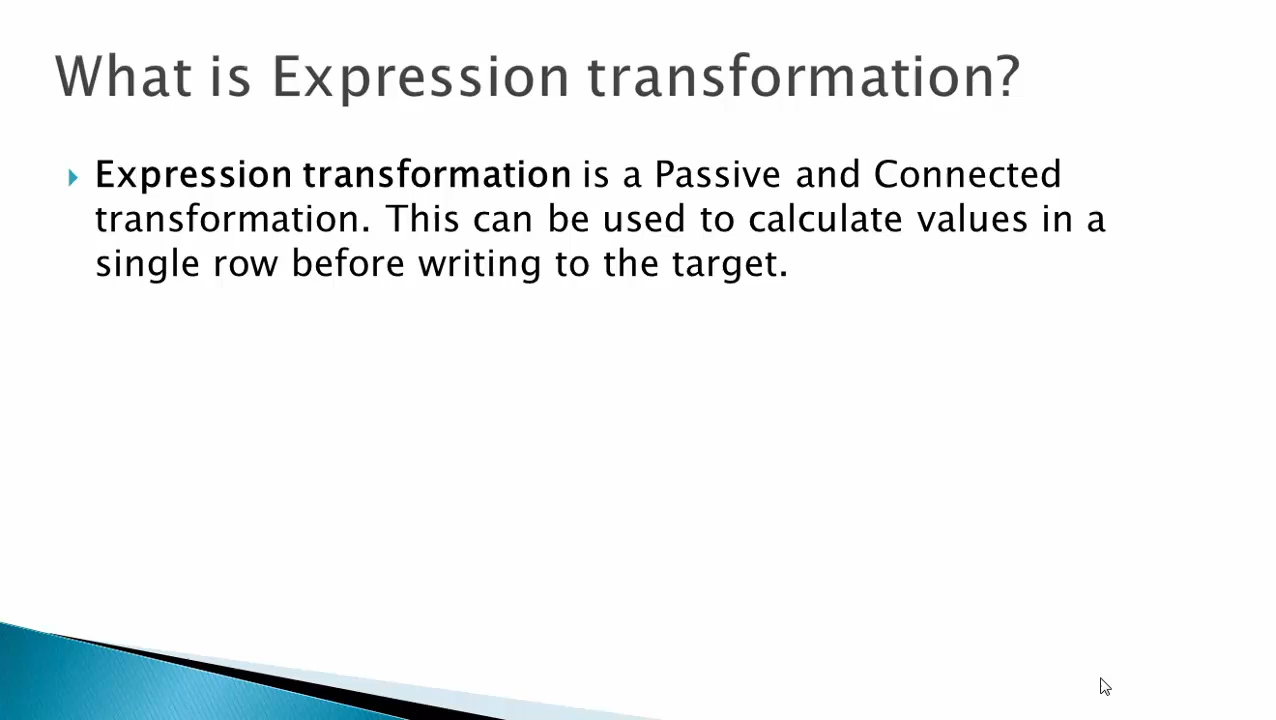 What is Expression transformation?
Expression transformation is a Passive and Connected
transformation. This can be used to calculate values in a
single row before writing to the target.